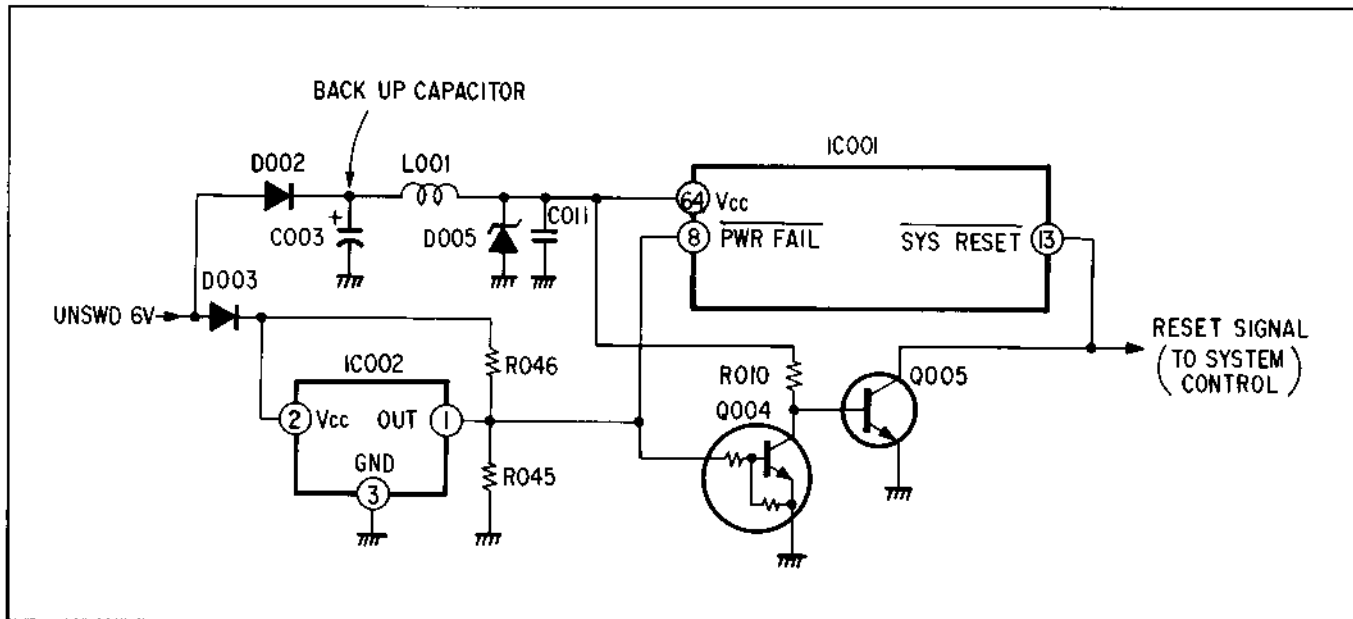 BACK UP CAPACITOR
IC001
D002
L001
64 Vcc
C011
+
C003
D005
8 PWR FAIL
SYS RESET 13
D003
UNSWD 6V
RESET SIGNAL
(TO SYSTEM
CONTROL)
IC002
R046
R010
Q005
Q004
2 Vcc OUT 1
GND
R045
3